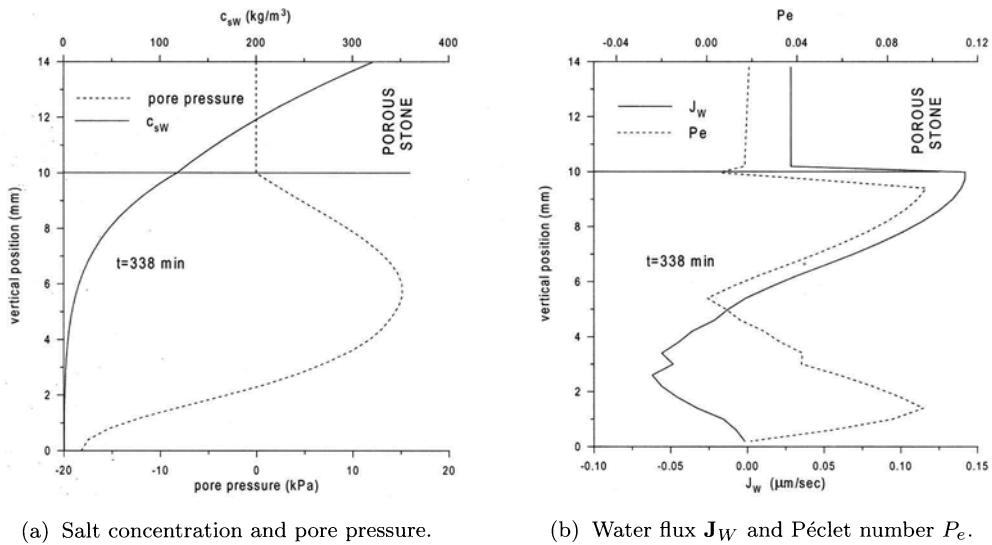 c_sW (kg/m³)
0 100 200 300 400
14
12
10
8
6
4
2
0
vertical position (mm)
pore pressure
c_sW
POROUS
STONE
t=338 min
-20 -10 0 10 20
pore pressure (kPa)
(a) Salt concentration and pore pressure.
Pe
-0.04 0.00 0.04 0.08 0.12
14
12
10
8
6
4
2
0
vertical position (mm)
J_W
Pe
POROUS
STONE
t=338 min
-0.10 -0.05 0.00 0.05 0.10 0.15
J_W (μm/sec)
(b) Water flux J_W and Péclet number P_e.